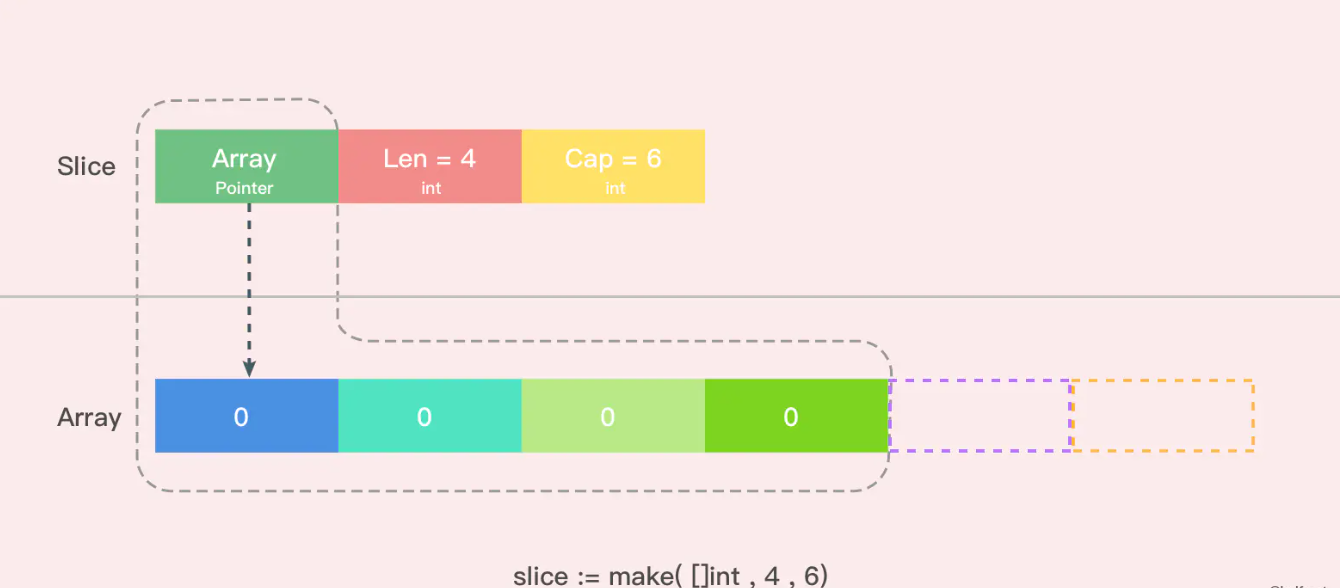 Slice
Array
Pointer
Len = 4
int
Cap = 6
int
Array
0
0
0
0
slice := make( []int , 4 , 6)